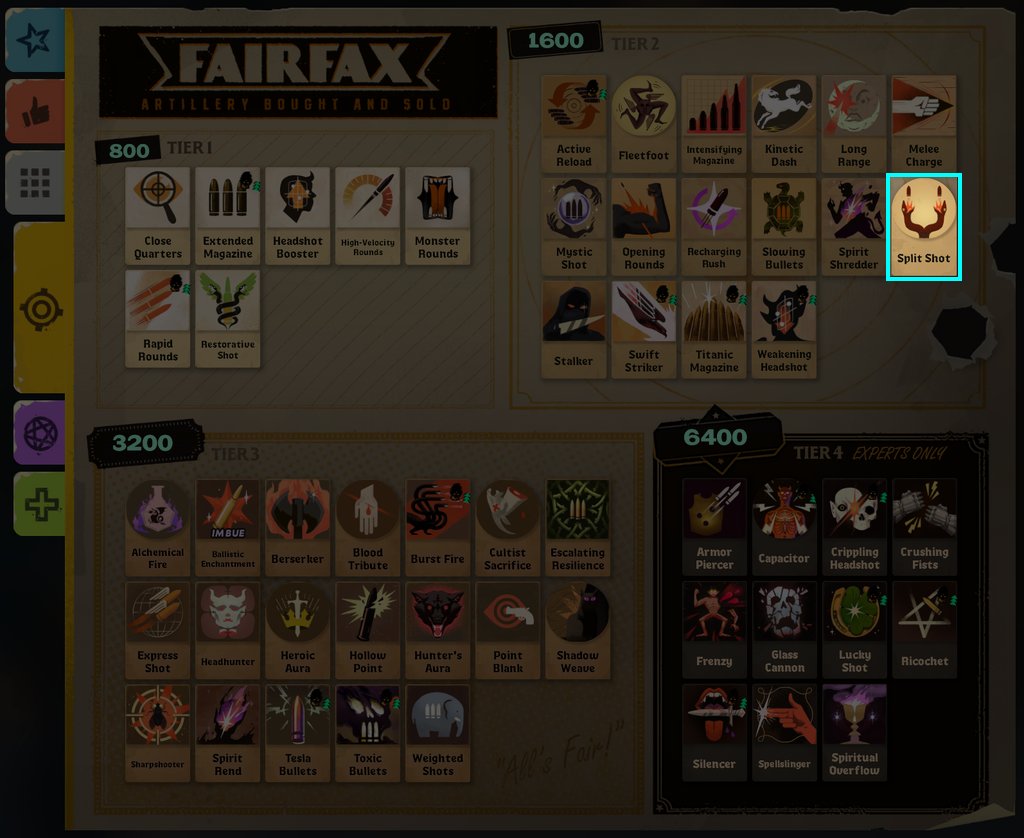 FAIRFAX
ARTILLERY BOUGHT AND SOLD
800 TIER 1
Close
Quarters
Extended
Magazine
Headshot
Booster
High-Velocity
Rounds
Monster
Rounds
Rapid
Rounds
Restorative
Shot
1600 TIER 2
Active
Reload
Fleetfoot
Intensifying
Magazine
Kinetic
Dash
Long
Range
Melee
Charge
Mystic
Shot
Opening
Rounds
Recharging
Rush
Slowing
Bullets
Spirit
Shredder
Split Shot
Stalker
Swift
Striker
Titanic
Magazine
Weakening
Headshot
3200 TIER 3
Alchemical
Fire
IMBUE
Ballistic
Enchantment
Berserker
Blood
Tribute
Burst Fire
Cultist
Sacrifice
Escalating
Resilience
Express
Shot
Headhunter
Heroic
Aura
Hollow
Point
Hunter's
Aura
Point
Blank
Shadow
Weave
Sharpshooter
Spirit
Rend
Tesla
Bullets
Toxic
Bullets
Weighted
Shots
"All's Fair!"
6400 TIER 4 EXPERTS ONLY
Armor
Piercer
Capacitor
Crippling
Headshot
Crushing
Fists
Frenzy
Glass
Cannon
Lucky
Shot
Ricochet
Silencer
Spellslinger
Spiritual
Overflow